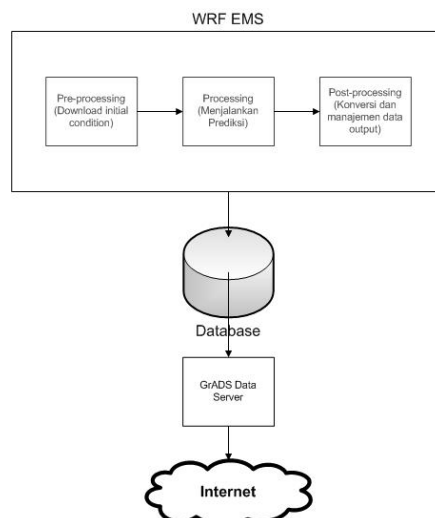 WRF EMS
Pre-processing
(Download initial
condition)
Processing
(Menjalankan
Prediksi)
Post-processing
(Konversi dan
manajemen data
output)
Database
GrADS Data
Server
Internet